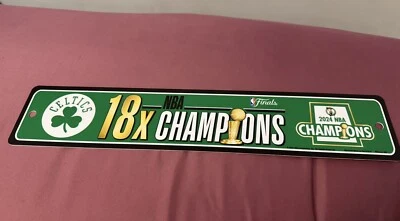 CELTICS
18X NBA CHAMPIONS
Finals
2024 NBA
CHAMPIONS